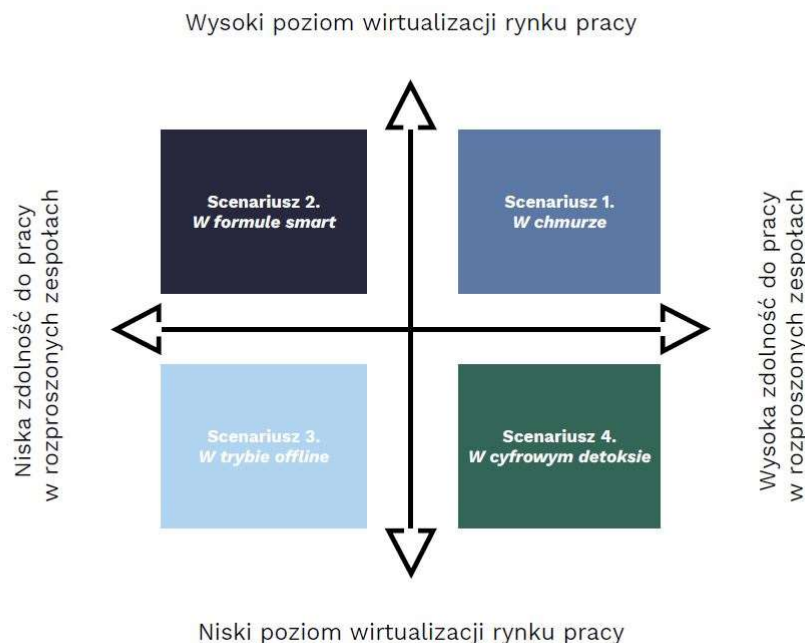 Wysoki poziom wirtualizacji rynku pracy
Niska zdolność do pracy
w rozproszonych zespołach
Scenariusz 2.
W formule smart
Scenariusz 1.
W chmurze
Scenariusz 3.
W trybie offline
Scenariusz 4.
W cyfrowym detoksie
Wysoka zdolność do pracy
w rozproszonych zespołach
Niski poziom wirtualizacji rynku pracy